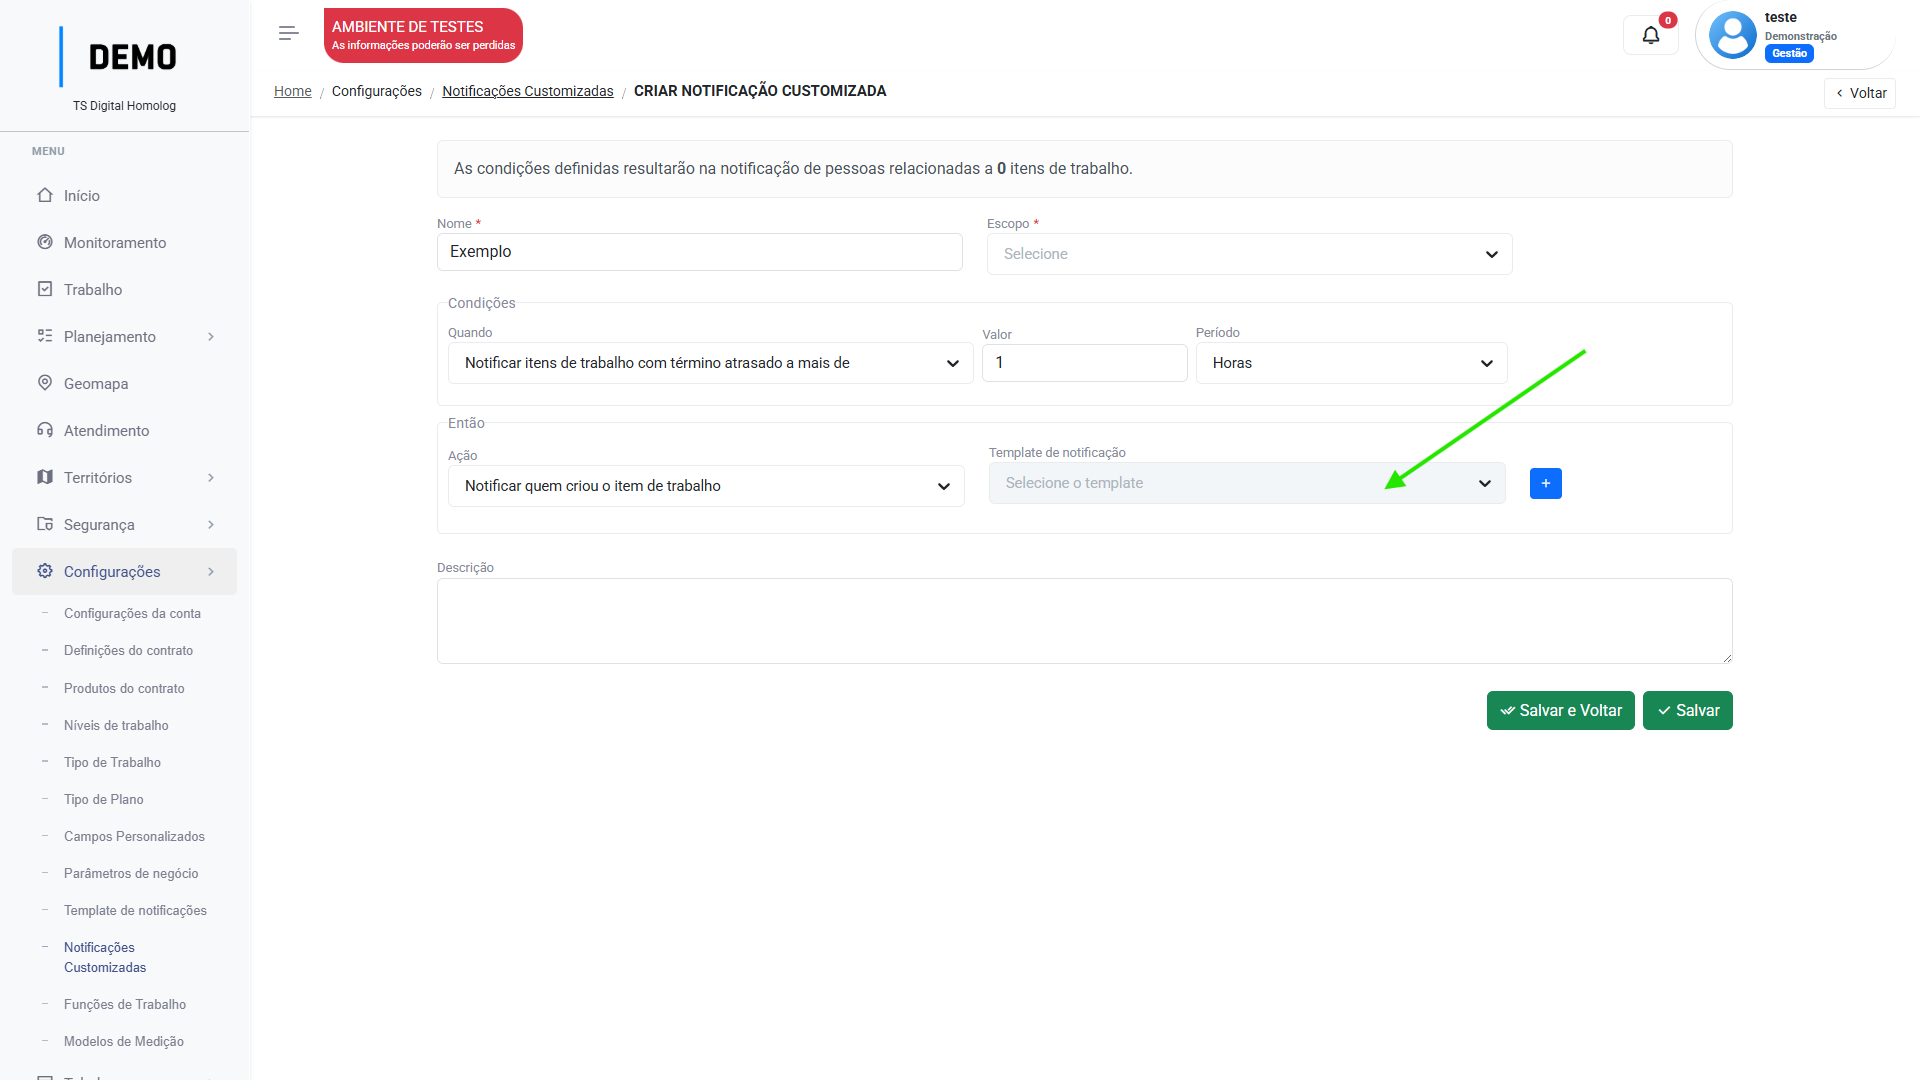 DEMO
TS Digital Homolog
MENU
Início
Monitoramento
Trabalho
Planejamento
Geomapa
Atendimento
Territórios
Segurança
Configurações
Configurações da conta
Definições do contrato
Produtos do contrato
Níveis de trabalho
Tipo de Trabalho
Tipo de Plano
Campos Personalizados
Parâmetros de negócio
Template de notificações
Notificações
Customizadas
Funções de Trabalho
Modelos de Medição
AMBIENTE DE TESTES
As informações poderão ser perdidas
0
teste
Demonstração
Gestão
Home / Configurações / Notificações Customizadas / CRIAR NOTIFICAÇÃO CUSTOMIZADA
Voltar
As condições definidas resultarão na notificação de pessoas relacionadas a 0 itens de trabalho.
Nome *
Exemplo
Escopo *
Selecione
Condições
Quando
Notificar itens de trabalho com término atrasado a mais de
Valor
1
Período
Horas
Então
Ação
Notificar quem criou o item de trabalho
Template de notificação
Selecione o template
+
Descrição
Salvar e Voltar
Salvar